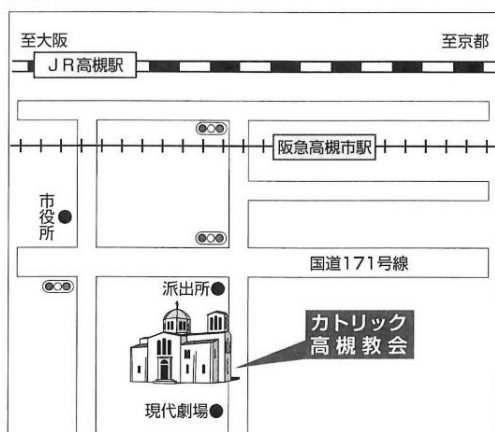 至大阪
至京都
JR高槻駅
阪急高槻市駅
市役所
国道171号線
派出所
カトリック
高槻教会
現代劇場